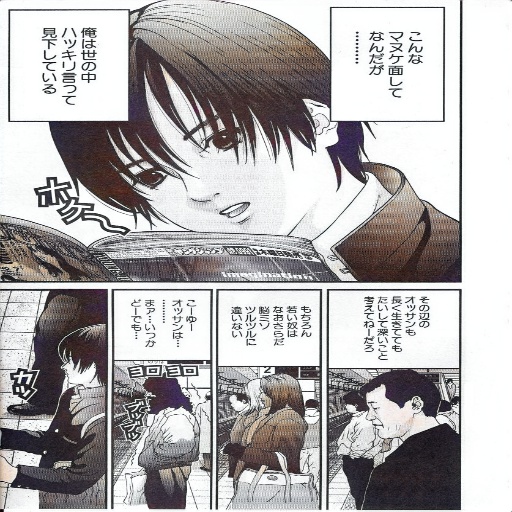 こんな
マヌケ面して
なんだが
…………
俺は世の中
ハッキリ言って
見下している
ホケ〜
imagination
その辺の
オッサンも
長く生きてても
たいして深いこと
考えてねーだろ
もちろん
若い奴は
なおさらだ
脳ミソ
ツルツルに
違いない
2
こーゆー
オッサンは…
…………
まァ…いつか
どーでも…
ヨロヨロ